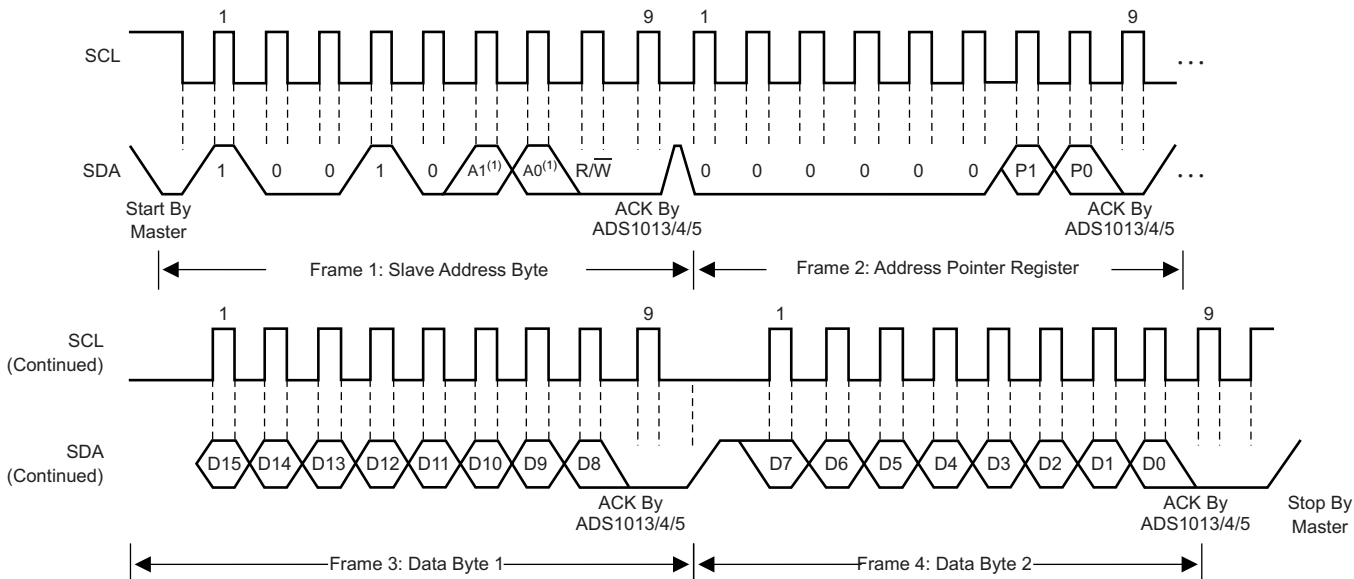 1 9 1 9
SCL ...
SDA 1 0 0 1 0 A1(1) A0(1) R/W̅ 0 0 0 0 0 0 P1 P0 ...
Start By
Master
ACK By
ADS1013/4/5
ACK By
ADS1013/4/5
Frame 1: Slave Address Byte
Frame 2: Address Pointer Register
1 9 1 9
SCL
(Continued)
SDA
(Continued)
D15 D14 D13 D12 D11 D10 D9 D8 D7 D6 D5 D4 D3 D2 D1 D0
ACK By
ADS1013/4/5
ACK By
ADS1013/4/5
Stop By
Master
Frame 3: Data Byte 1
Frame 4: Data Byte 2